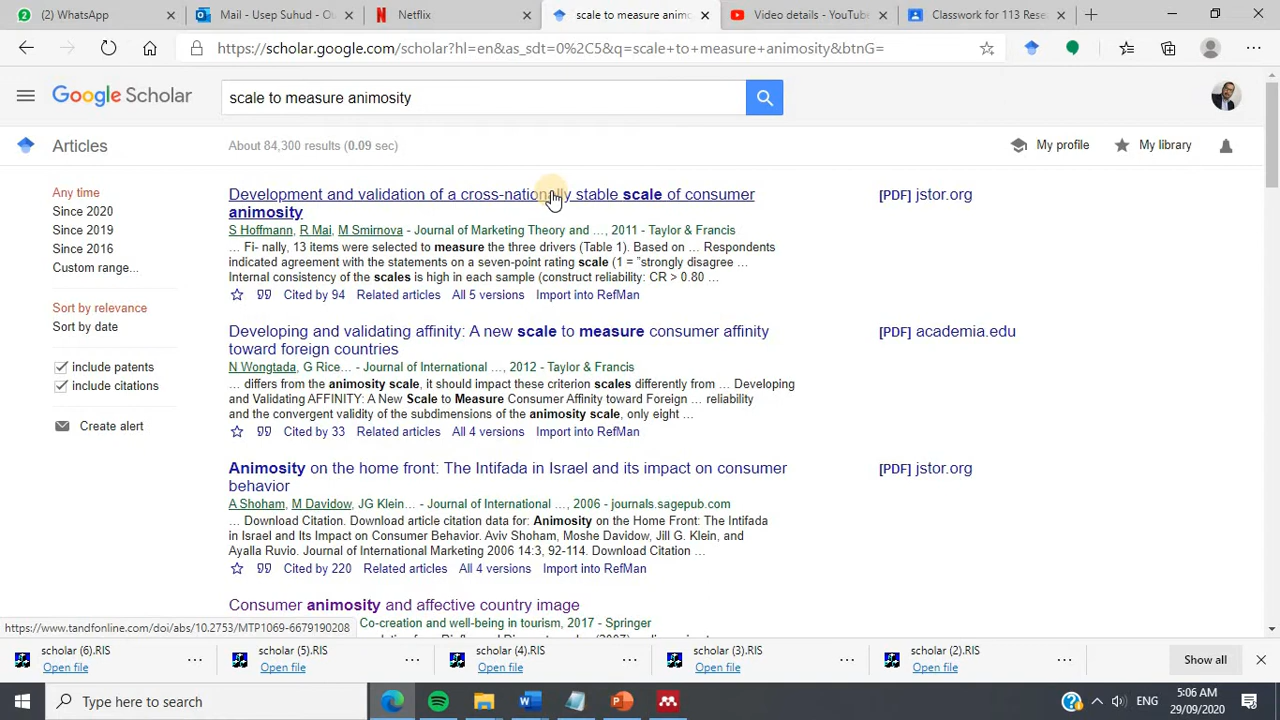 (2) WhatsApp
Mail - Usep Suhud - Ou
Netflix
scale to measure animo
Video details - YouTube
Classwork for 113 Rese
https://scholar.google.com/scholar?hl=en&as_sdt=0%2C5&q=scale+to+measure+animosity&btnG=
Google Scholar
scale to measure animosity
Articles
About 84,300 results (0.09 sec)
My profile
My library
Any time
Since 2020
Since 2019
Since 2016
Custom range...
Sort by relevance
Sort by date
include patents
include citations
Create alert
Development and validation of a cross-nationally stable scale of consumer
animosity
[PDF] jstor.org
S Hoffmann, R Mai, M Smirnova - Journal of Marketing Theory and ..., 2011 - Taylor & Francis
... Fi- nally, 13 items were selected to measure the three drivers (Table 1). Based on ... Respondents
indicated agreement with the statements on a seven-point rating scale (1 = "strongly disagree ...
Internal consistency of the scales is high in each sample (construct reliability: CR > 0.80 ...
Cited by 94 Related articles All 5 versions Import into RefMan
Developing and validating affinity: A new scale to measure consumer affinity
toward foreign countries
[PDF] academia.edu
N Wongtada, G Rice... - Journal of International ..., 2012 - Taylor & Francis
... differs from the animosity scale, it should impact these criterion scales differently from ... Developing
and Validating AFFINITY: A New Scale to Measure Consumer Affinity toward Foreign ... reliability
and the convergent validity of the subdimensions of the animosity scale, only eight ...
Cited by 33 Related articles All 4 versions Import into RefMan
Animosity on the home front: The Intifada in Israel and its impact on consumer
behavior
[PDF] jstor.org
A Shoham, M Davidow, JG Klein... - Journal of International ..., 2006 - journals.sagepub.com
... Download Citation. Download article citation data for: Animosity on the Home Front: The Intifada
in Israel and Its Impact on Consumer Behavior. Aviv Shoham, Moshe Davidow, Jill G. Klein, and
Ayalla Ruvio. Journal of International Marketing 2006 14:3, 92-114. Download Citation ...
Cited by 220 Related articles All 4 versions Import into RefMan
Consumer animosity and affective country image
Co-creation and well-being in tourism, 2017 - Springer
https://www.tandfonline.com/doi/abs/10.2753/MTP1069-6679190208
scholar (6).RIS
Open file
scholar (5).RIS
Open file
scholar (4).RIS
Open file
scholar (3).RIS
Open file
scholar (2).RIS
Open file
Show all
Type here to search
ENG
5:06 AM
29/09/2020